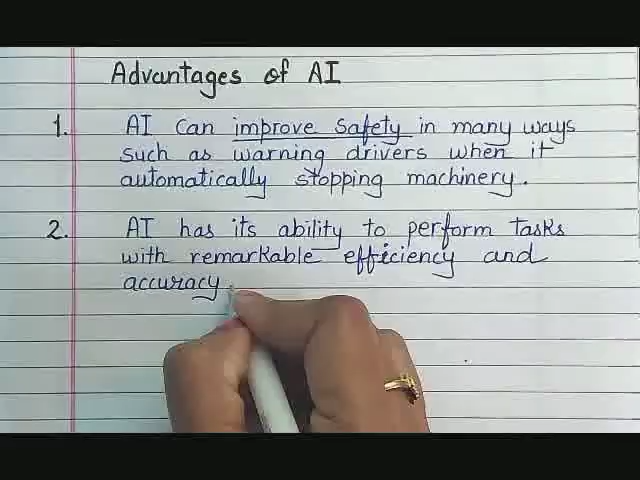 Advantages of AI
1. AI can improve safety in many ways
such as warning drivers when it
automatically stopping machinery.
2. AI has its ability to perform tasks
with remarkable efficiency and
accuracy.